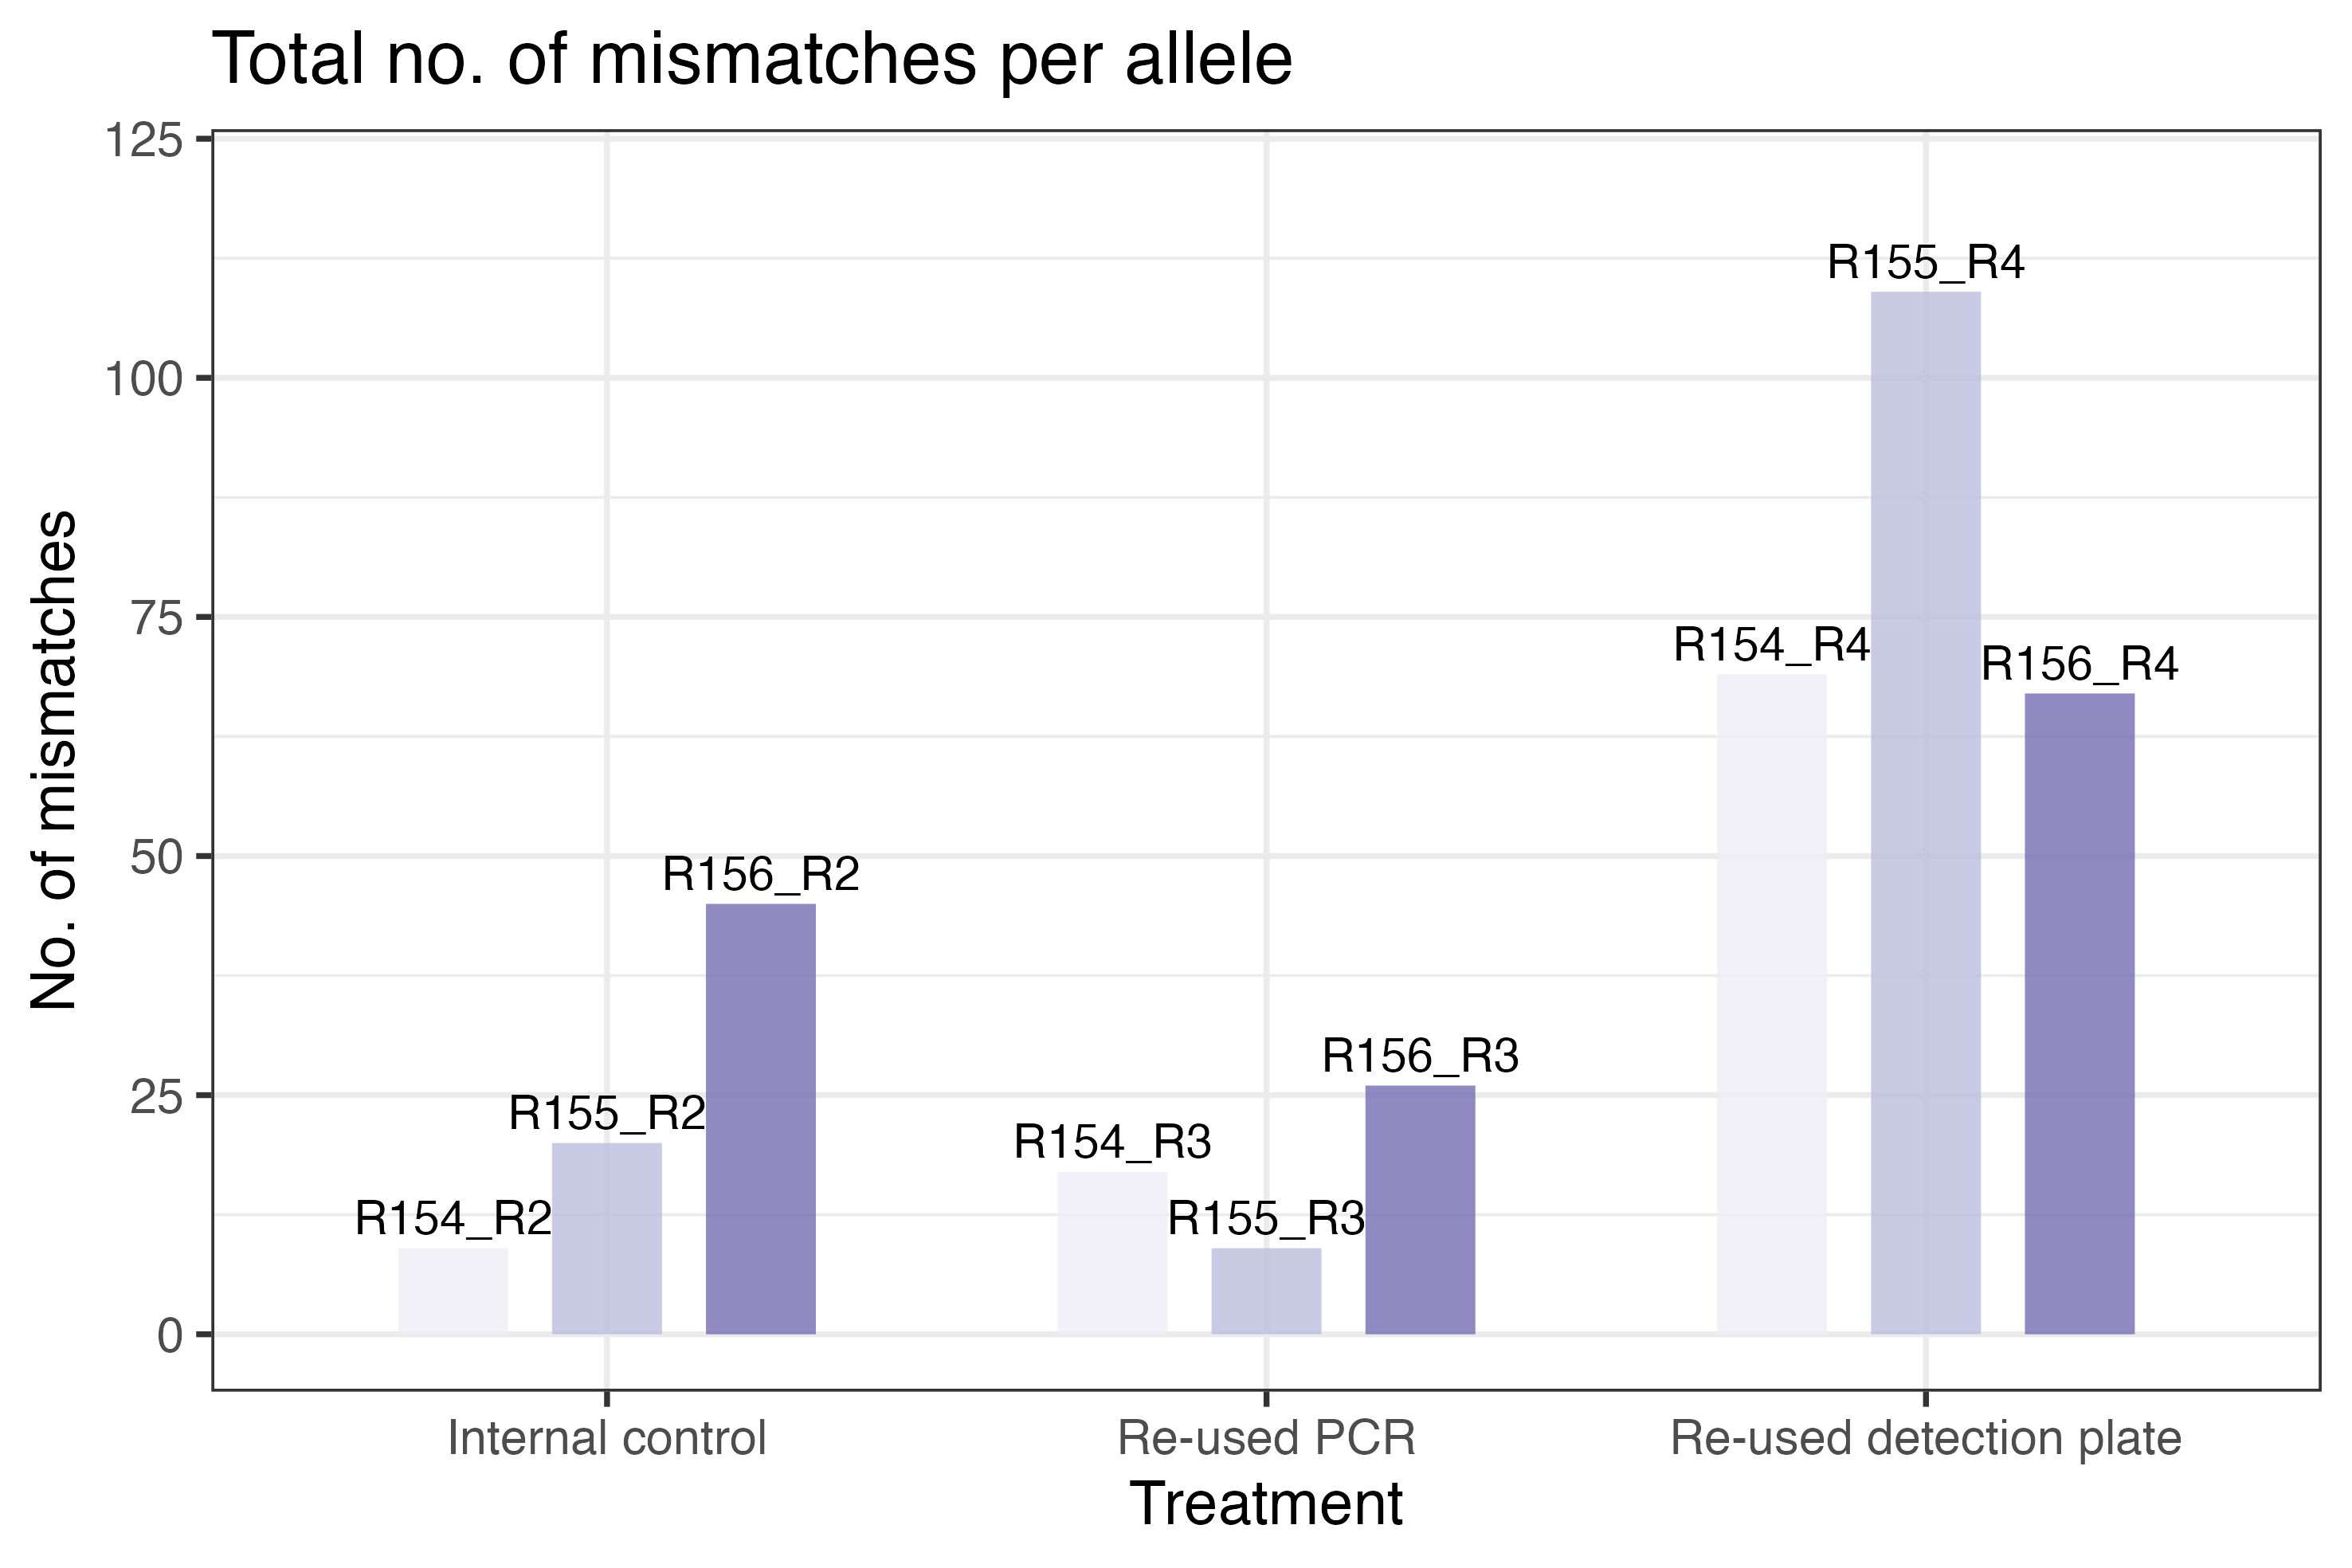 Total no. of mismatches per allele
No. of mismatches
125
100
75
50
25
0
R154_R2
R155_R2
R156_R2
R154_R3
R155_R3
R156_R3
R154_R4
R155_R4
R156_R4
Internal control
Re-used PCR
Re-used detection plate
Treatment